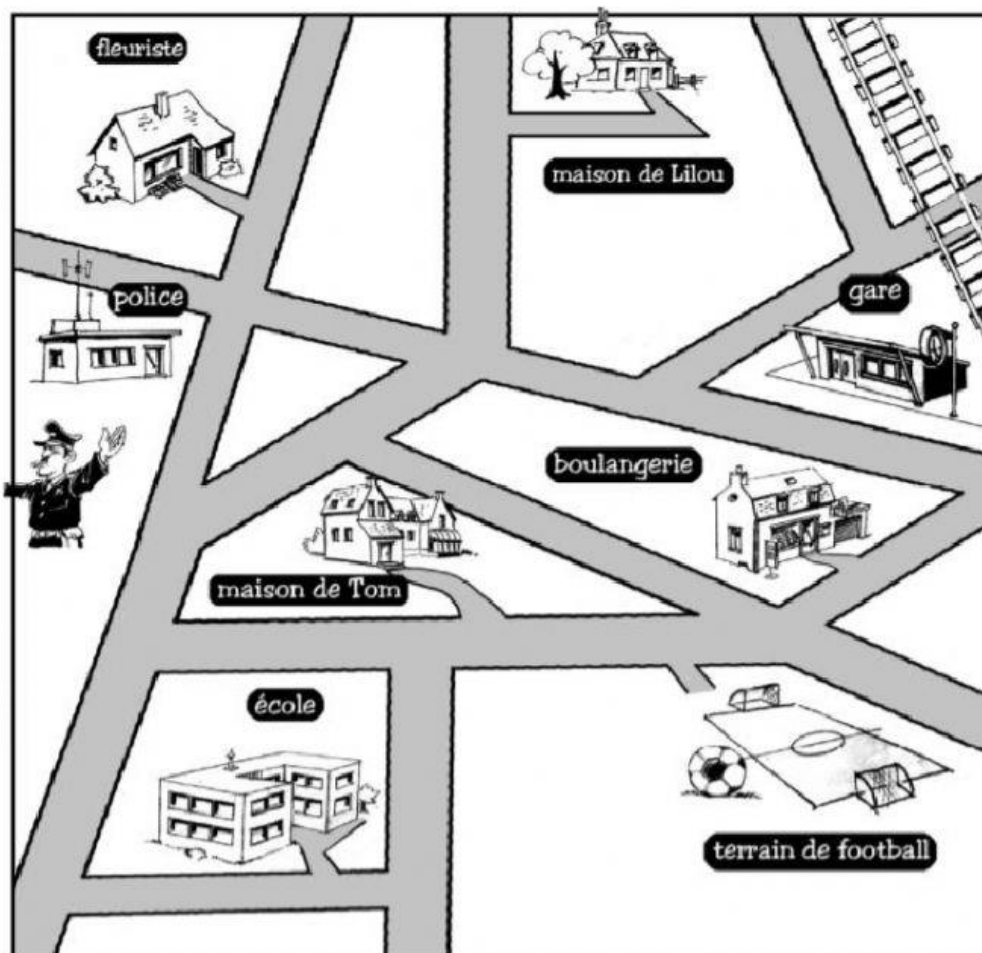 fleuriste
maison de Lilou
police
gare
boulangerie
maison de Tom
école
terrain de football